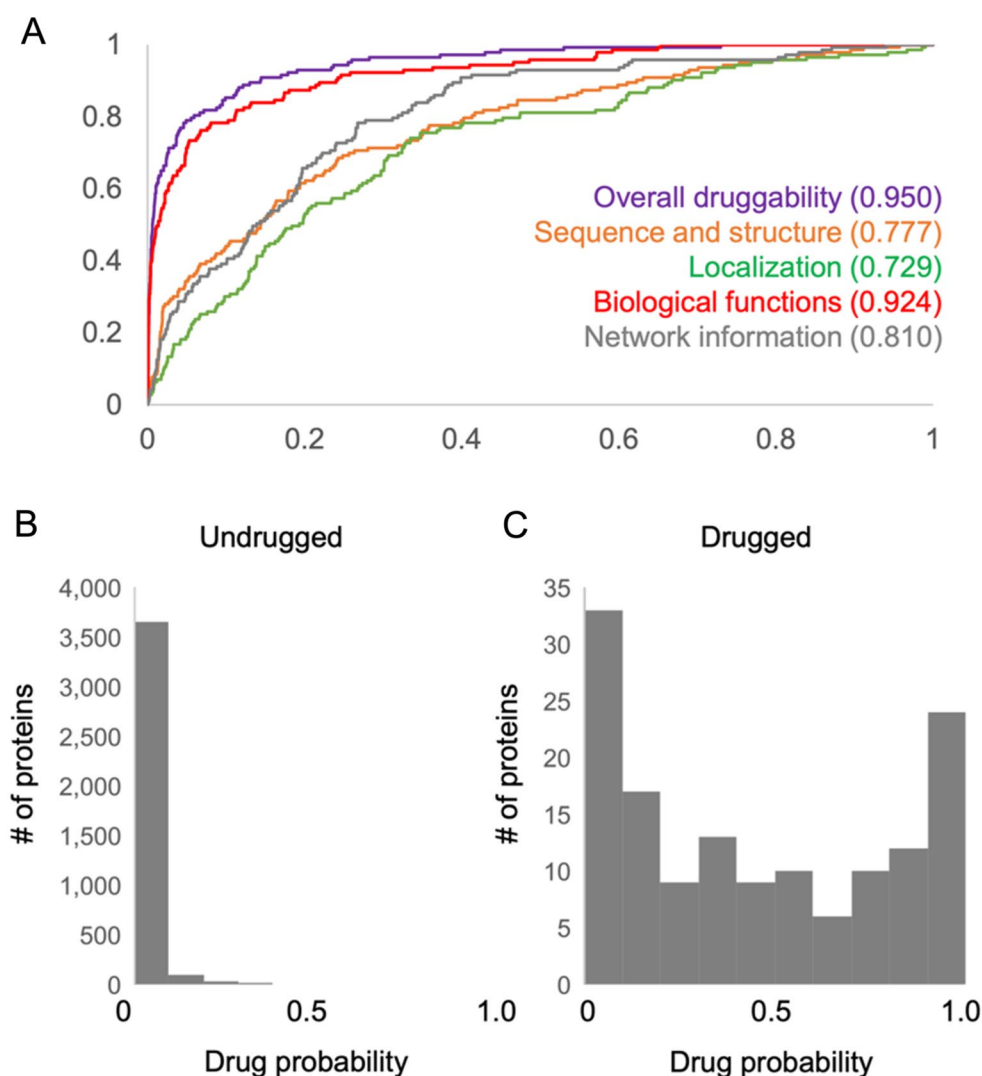 A
1
0.8
0.6
0.4
0.2
0
0 0.2 0.4 0.6 0.8 1
Overall druggability (0.950)
Sequence and structure (0.777)
Localization (0.729)
Biological functions (0.924)
Network information (0.810)
B
Undrugged
# of proteins
4,000
3,500
3,000
2,500
2,000
1,500
1,000
500
0
0 0.5 1.0
Drug probability
C
Drugged
# of proteins
35
30
25
20
15
10
5
0
0 0.5 1.0
Drug probability